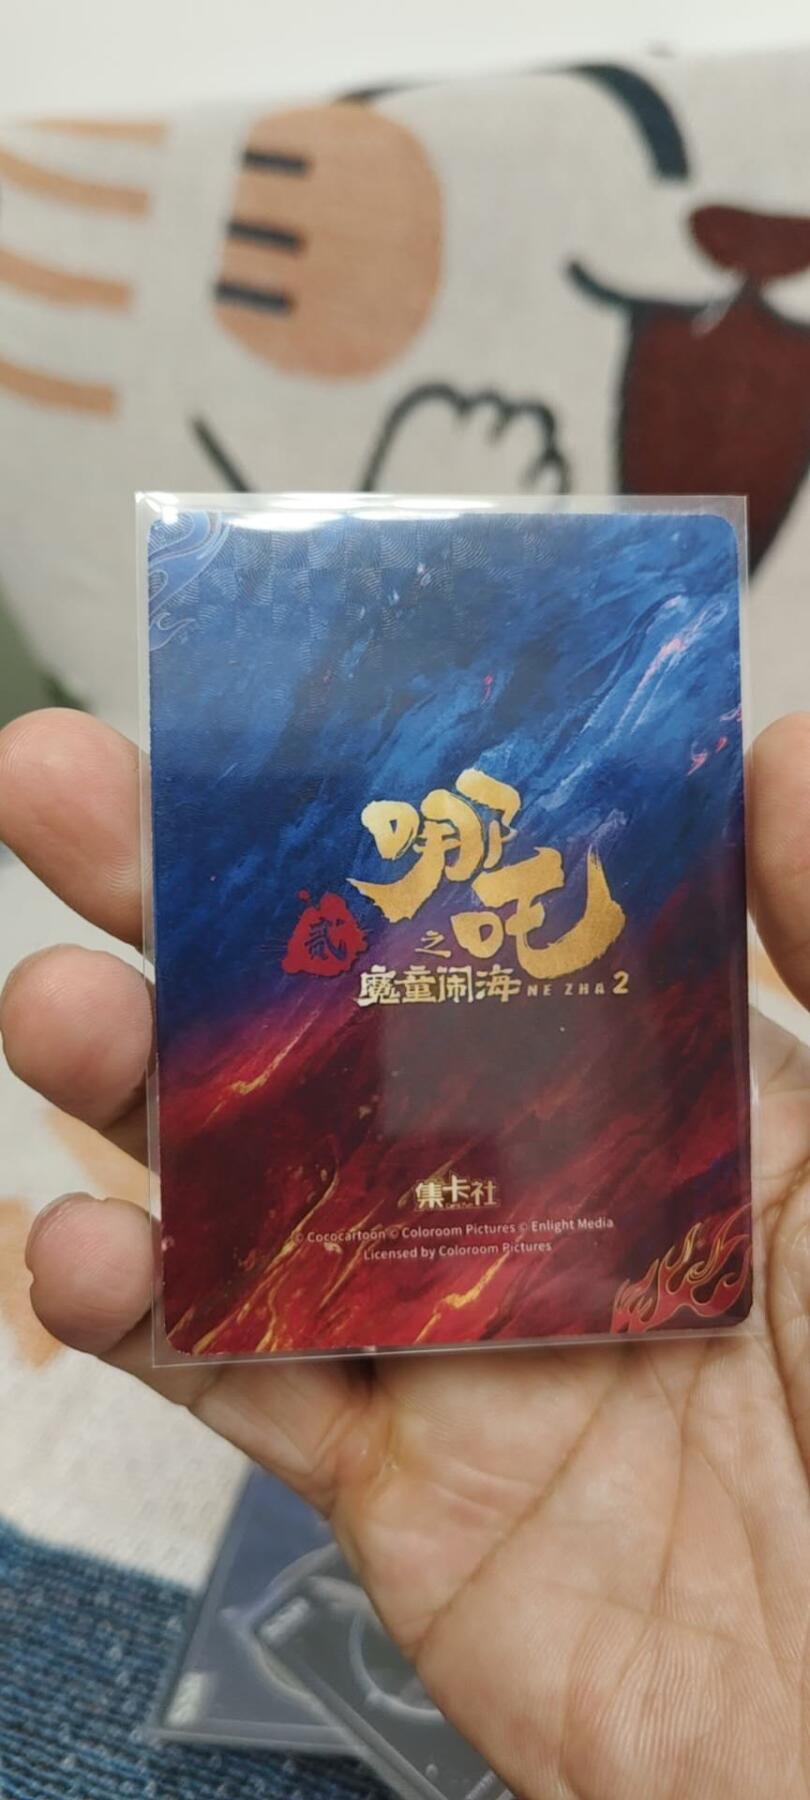 哪吒
贰
之
魔童闹海 NE ZHA 2
集卡社
© Cococartoon © Coloroom Pictures © Enlight Media
Licensed by Coloroom Pictures